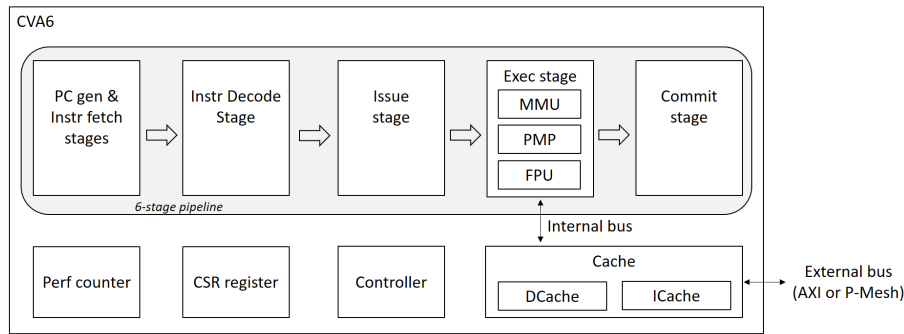 CVA6
PC gen &
Instr fetch
stages
Instr Decode
Stage
Issue
stage
Exec stage
MMU
PMP
FPU
Commit
stage
6-stage pipeline
Internal bus
Perf counter
CSR register
Controller
Cache
DCache
ICache
External bus
(AXI or P-Mesh)